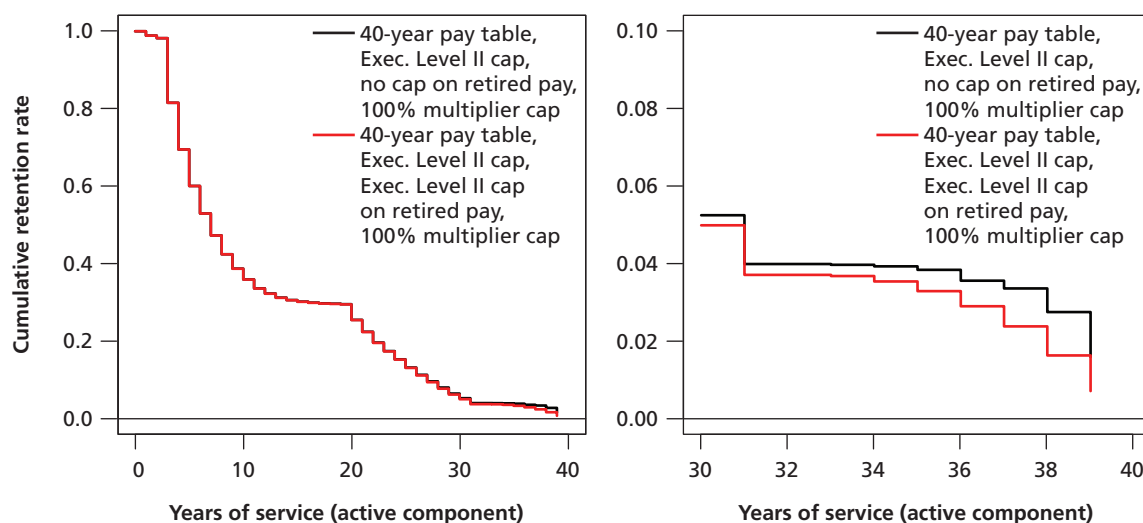 Cumulative retention rate
1.0
0.8
0.6
0.4
0.2
0.0
40-year pay table,
Exec. Level II cap,
no cap on retired pay,
100% multiplier cap
40-year pay table,
Exec. Level II cap,
Exec. Level II cap
on retired pay,
100% multiplier cap
0 10 20 30 40
Years of service (active component)
0.10
0.08
0.06
0.04
0.02
0.00
40-year pay table,
Exec. Level II cap,
no cap on retired pay,
100% multiplier cap
40-year pay table,
Exec. Level II cap,
Exec. Level II cap
on retired pay,
100% multiplier cap
30 32 34 36 38 40
Years of service (active component)